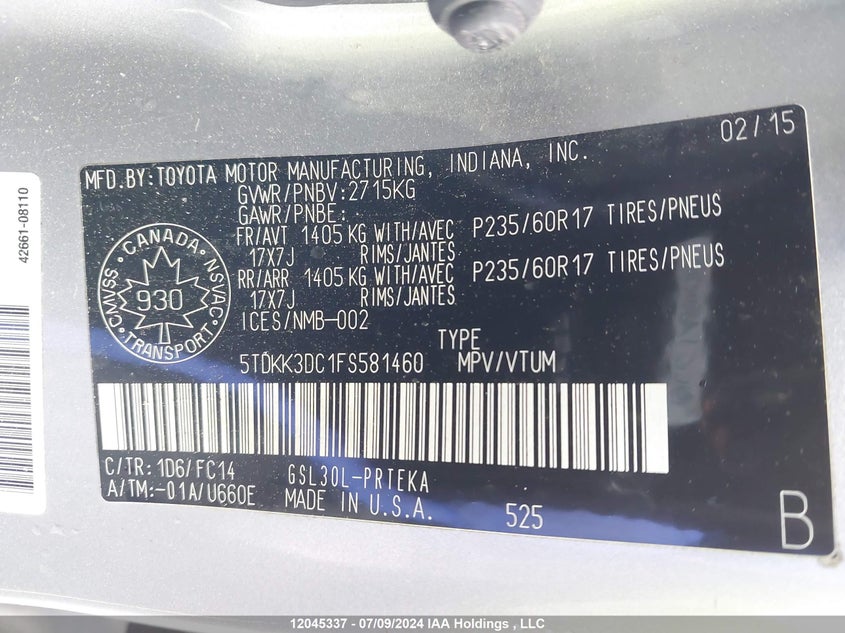 02/15
MFD.BY:TOYOTA MOTOR MANUFACTURING, INDIANA, INC.
GVWR/PNBV:2715KG
GAWR/PNBE:
FR/AVT 1405 KG WITH/AVEC P235/60R17 TIRES/PNEUS
17X7J RIMS/JANTES
RR/ARR 1405 KG WITH/AVEC P235/60R17 TIRES/PNEUS
17X7J RIMS/JANTES
ICES/NMB-002
CANADA
NSVAC
TRANSPORT
CMVSS
930
TYPE
5TDKK3DC1FS581460 MPV/VTUM
C/TR: 1D6/FC14 GSL30L-PRTEKA
A/TM:-01A/U660E MADE IN U.S.A. 525
B
42661-08110
12045337 - 07/09/2024 IAA Holdings , LLC